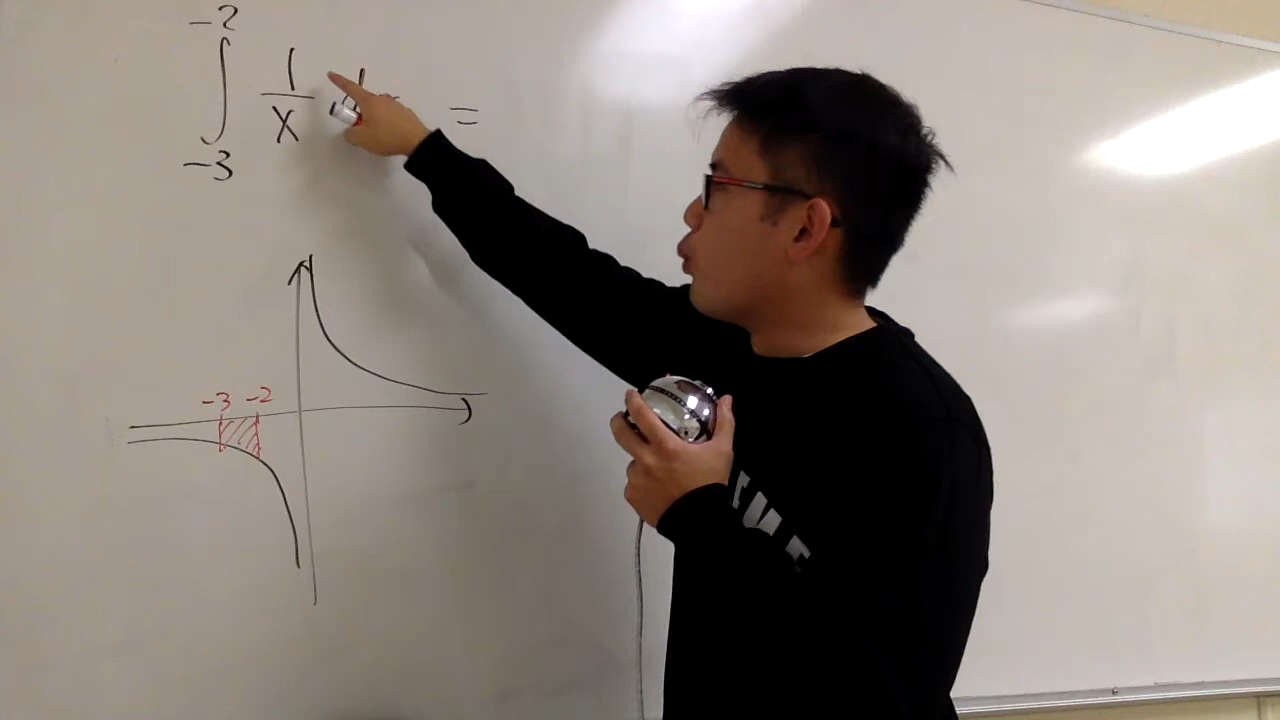 -2
∫ 1/x d =
-3
-3 -2